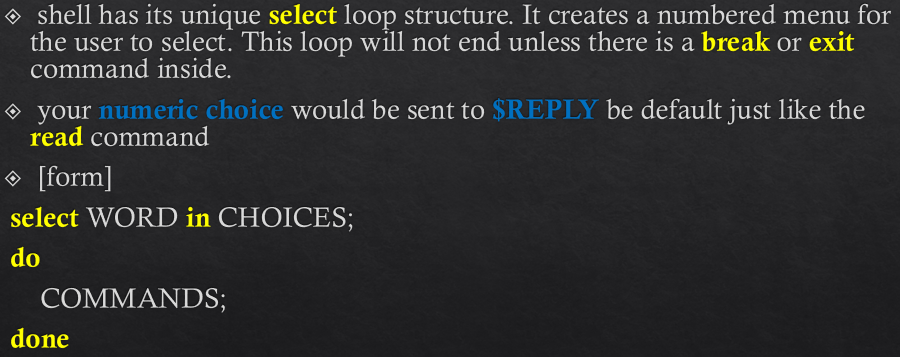 shell has its unique select loop structure. It creates a numbered menu for
the user to select. This loop will not end unless there is a break or exit
command inside.
your numeric choice would be sent to $REPLY be default just like the
read command
[form]
select WORD in CHOICES;
do
COMMANDS;
done